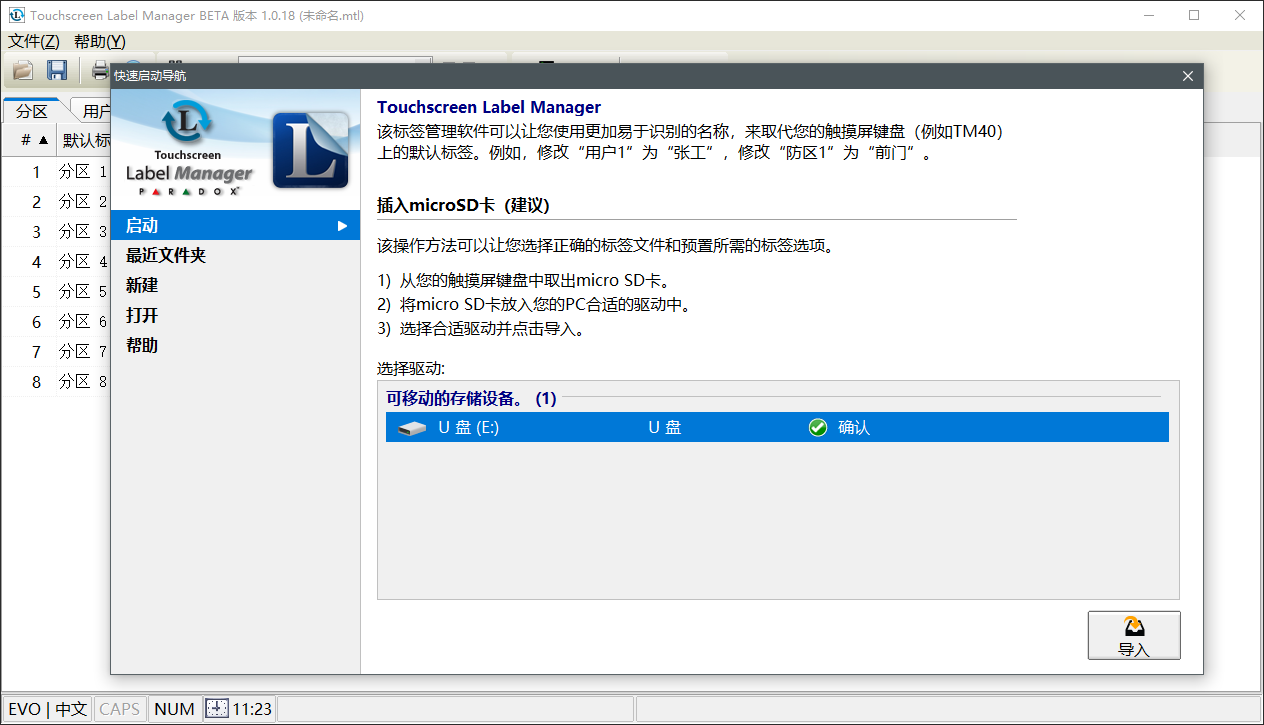 Touchscreen Label Manager BETA 版本 1.0.18 (未命名.mtl)
文件(Z) 帮助(Y)
快速启动导航
分区 用户
# 默认标
1 分区 1
2 分区 2
3 分区 3
4 分区 4
5 分区 5
6 分区 6
7 分区 7
8 分区 8
L
Touchscreen
Label Manager
PARADOX
L
启动
最近文件夹
新建
打开
帮助
Touchscreen Label Manager
该标签管理软件可以让您使用更加易于识别的名称，来取代您的触摸屏键盘（例如TM40）
上的默认标签。例如，修改“用户1”为“张工”，修改“防区1”为“前门”。
插入microSD卡（建议)
该操作方法可以让您选择正确的标签文件和预置所需的标签选项。
1) 从您的触摸屏键盘中取出micro SD卡。
2) 将micro SD卡放入您的PC合适的驱动中。
3) 选择合适驱动并点击导入。
选择驱动:
可移动的存储设备。 (1)
U 盘 (E:) U 盘 确认
导入
EVO | 中文 CAPS NUM 11:23